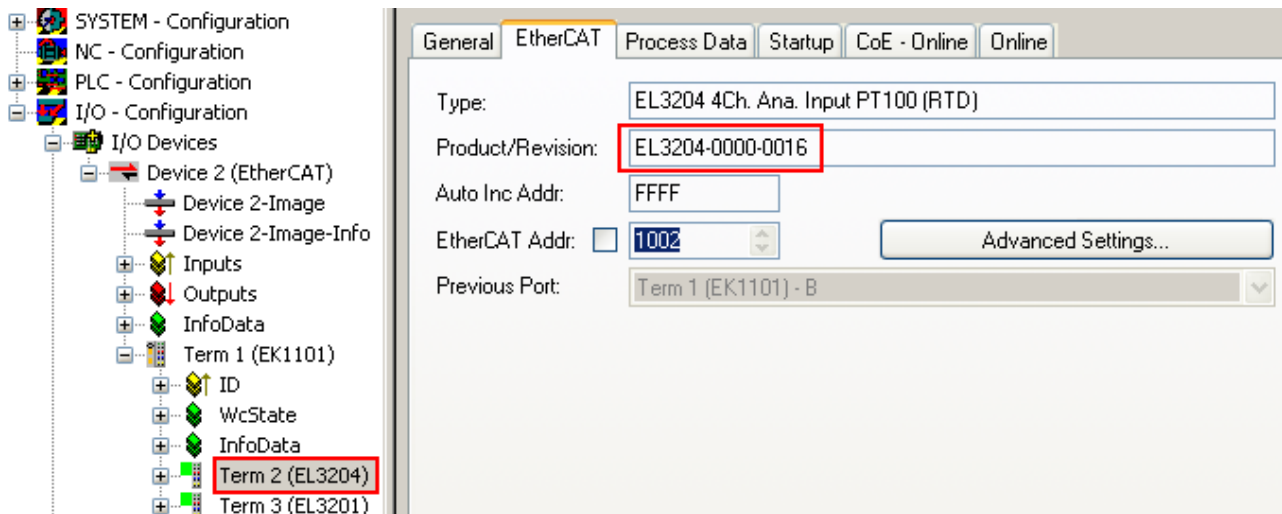 SYSTEM - Configuration
NC - Configuration
PLC - Configuration
I/O - Configuration
I/O Devices
Device 2 (EtherCAT)
Device 2-Image
Device 2-Image-Info
Inputs
Outputs
InfoData
Term 1 (EK1101)
ID
WcState
InfoData
Term 2 (EL3204)
Term 3 (EL3201)
General EtherCAT Process Data Startup CoE - Online Online
Type: EL3204 4Ch. Ana. Input PT100 (RTD)
Product/Revision: EL3204-0000-0016
Auto Inc Addr: FFFF
EtherCAT Addr: 1002 Advanced Settings...
Previous Port: Term 1 (EK1101) - B